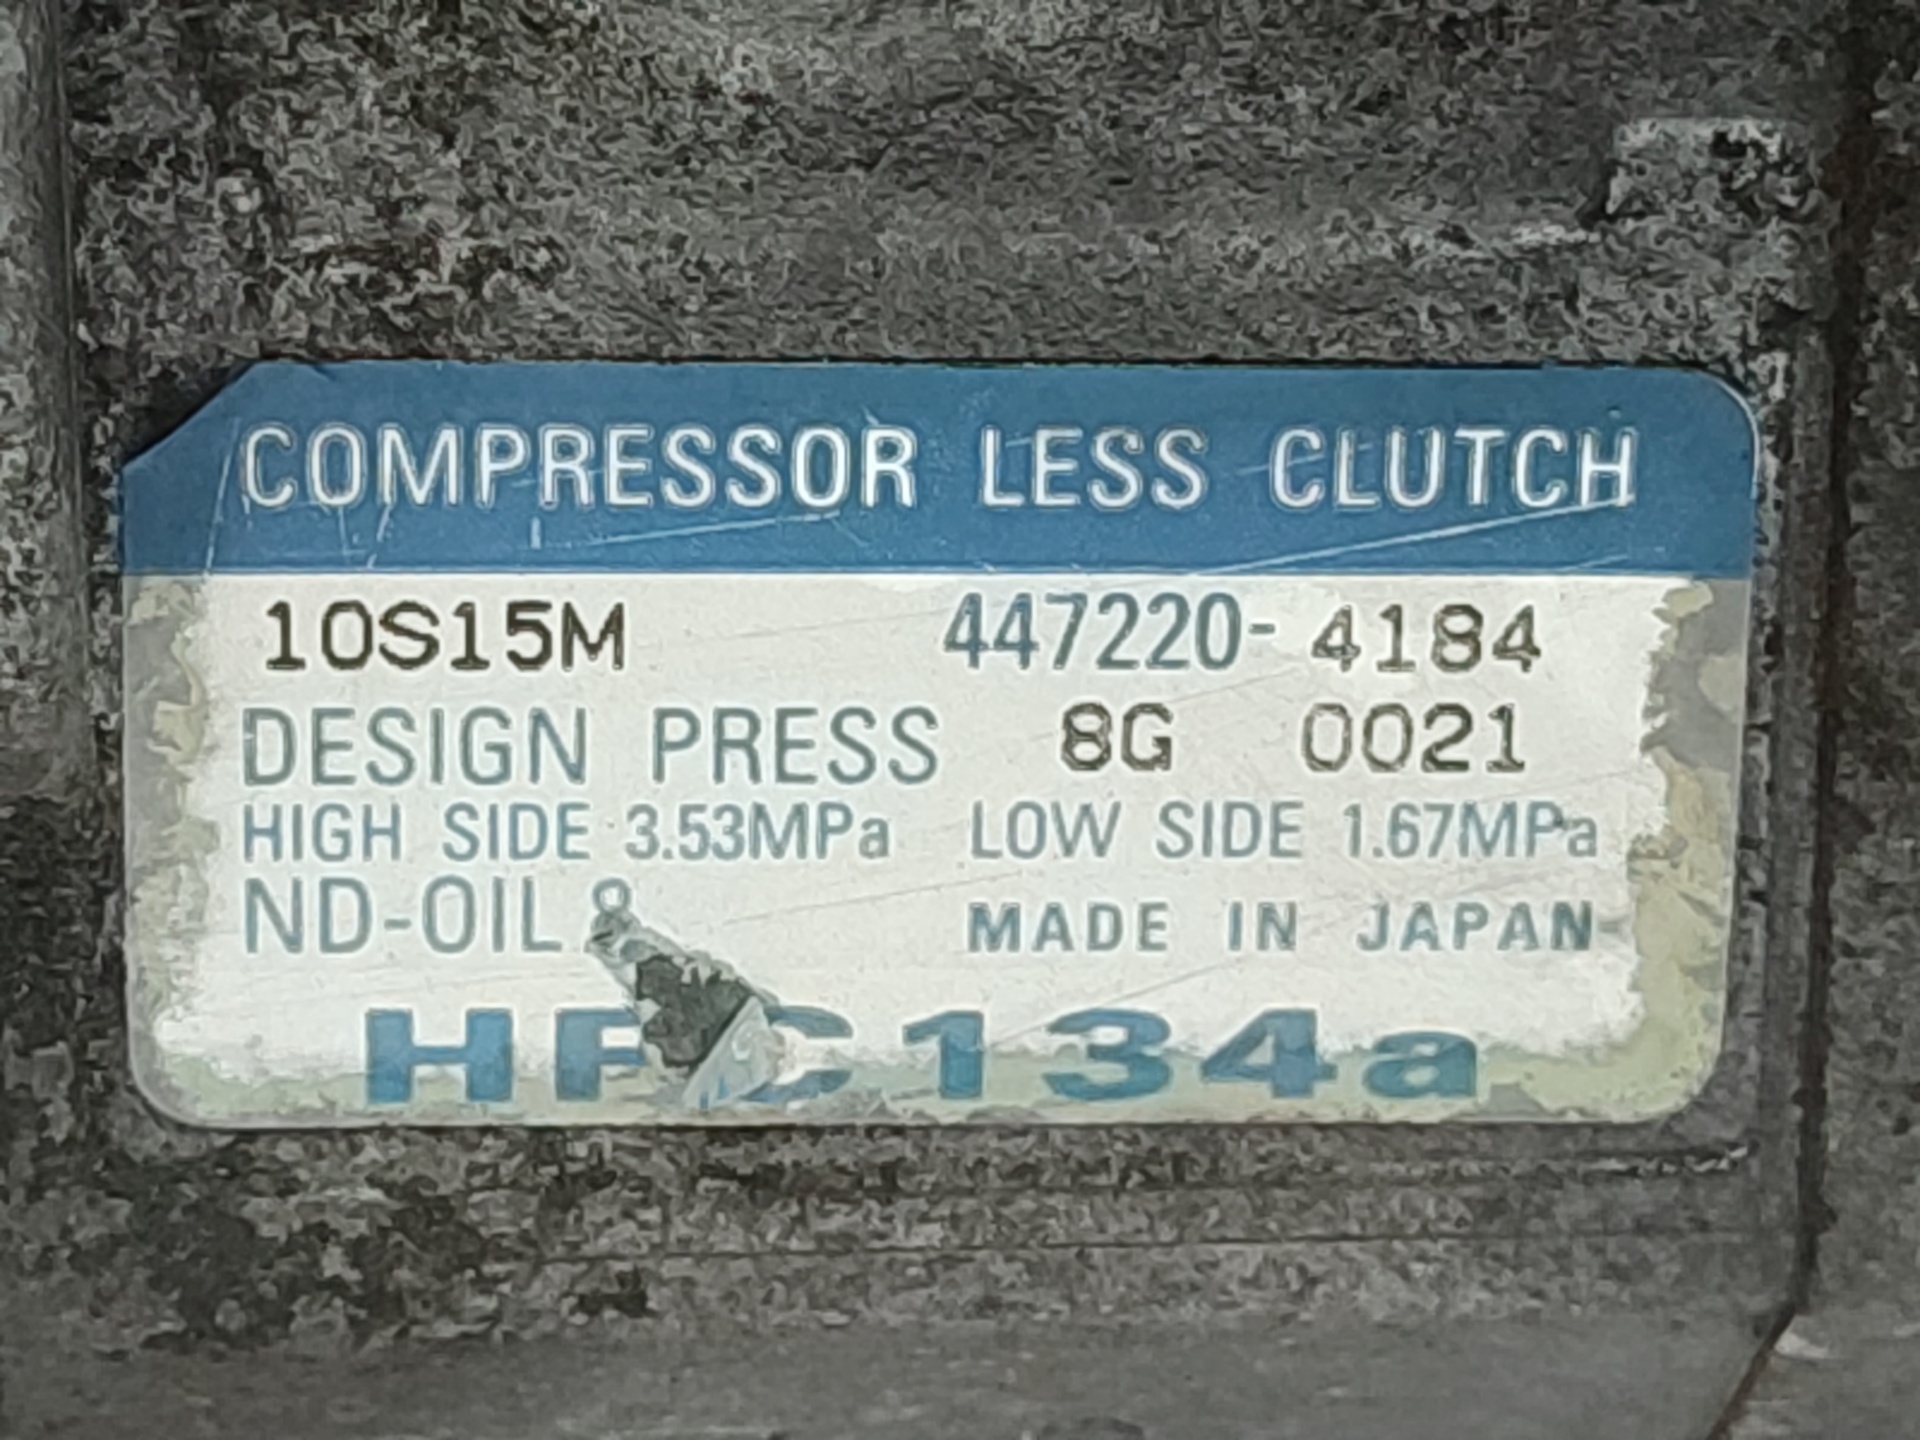 COMPRESSOR LESS CLUTCH
10S15M 447220-4184
DESIGN PRESS 8G 0021
HIGH SIDE 3.53MPa LOW SIDE 1.67MPa
ND-OIL MADE IN JAPAN
HFC134a